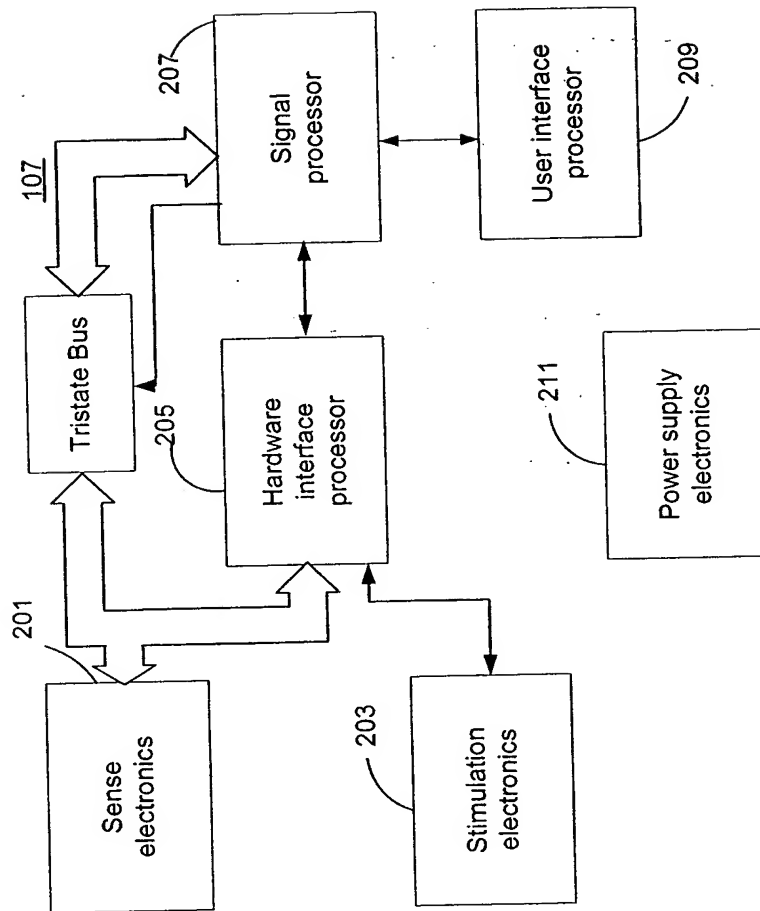 107
201
Sense
electronics
Tristate Bus
207
Signal
processor
205
Hardware
interface
processor
203
Stimulation
electronics
209
User interface
processor
211
Power supply
electronics